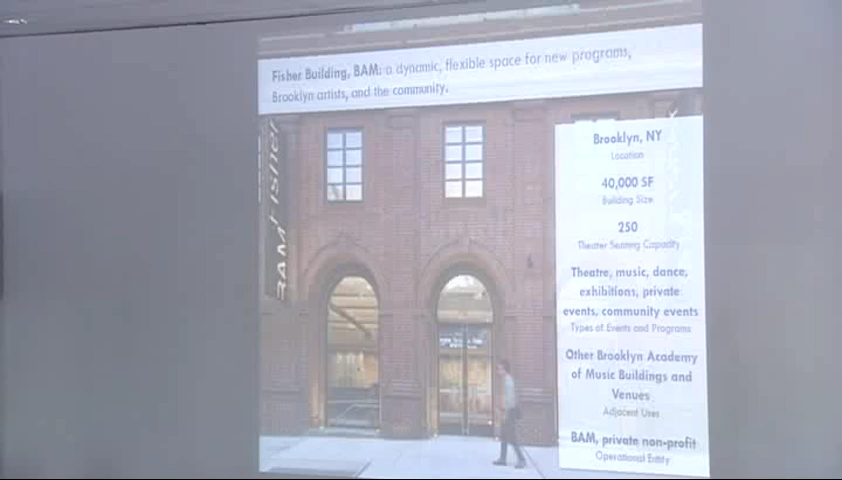 Fisher Building, BAM: a dynamic, flexible space for new programs,
Brooklyn artists, and the community.
BAM Fisher
Brooklyn, NY
Location
40,000 SF
Building Size
250
Theater Seating Capacity
Theatre, music, dance,
exhibitions, private
events, community events
Types of Events and Programs
Other Brooklyn Academy
of Music Buildings and
Venues
Adjacent Uses
BAM, private non-profit
Operational Entity